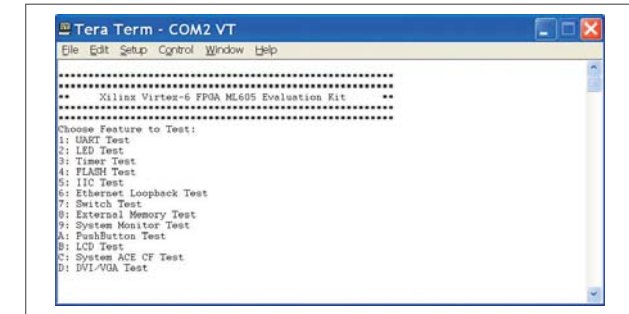 Tera Term - COM2 VT
File Edit Setup Control Window Help
********************************************************
********************************************************
** Xilinx Virtex-6 FPGA ML605 Evaluation Kit **
********************************************************
********************************************************
Choose Feature to Test:
1: UART Test
2: LED Test
3: Timer Test
4: FLASH Test
5: IIC Test
6: Ethernet Loopback Test
7: Switch Test
8: External Memory Test
9: System Monitor Test
A: PushButton Test
B: LCD Test
C: System ACE CF Test
D: DVI/VGA Test